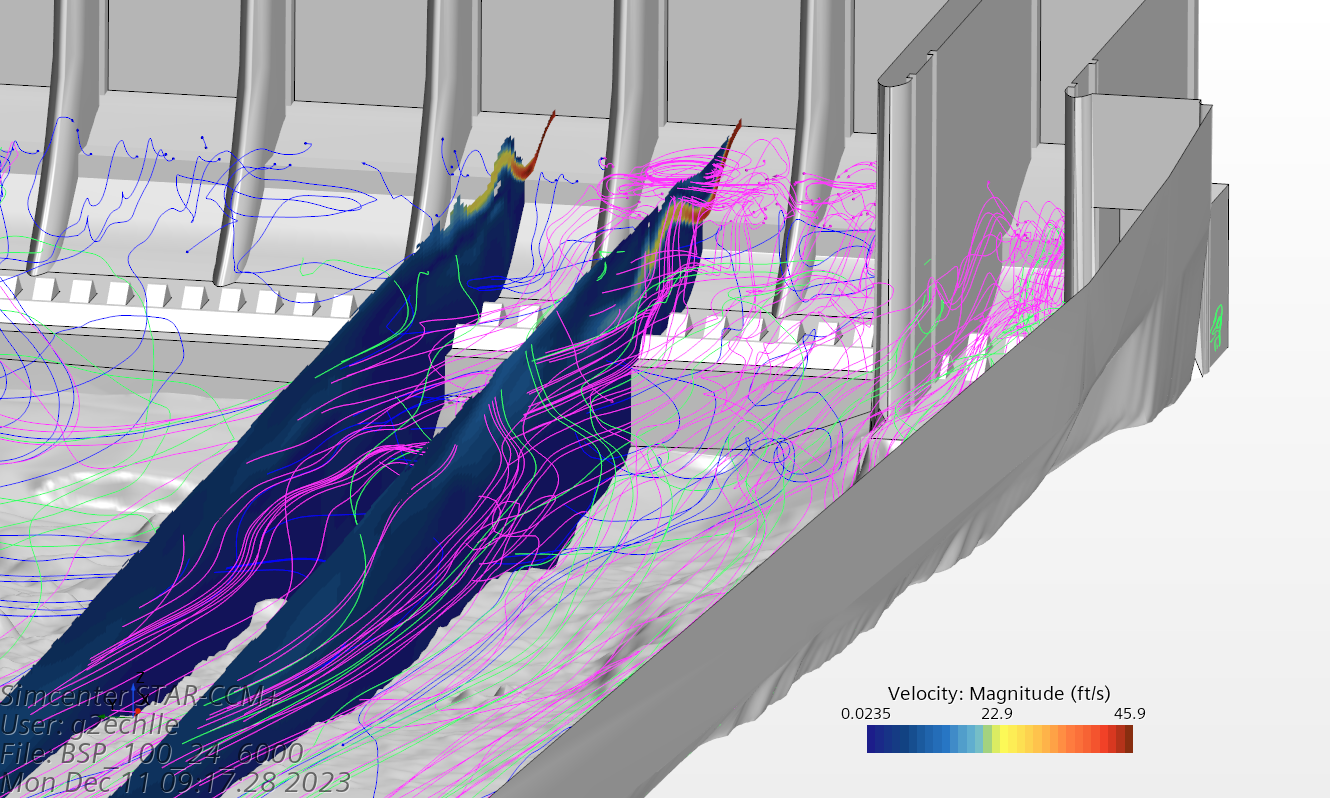 Z
Simcenter STAR-CCM+
User: g2echlle
File: BSP_100_24_6000
Mon Dec 11 09:17:28 2023
Velocity: Magnitude (ft/s)
0.0235 22.9 45.9